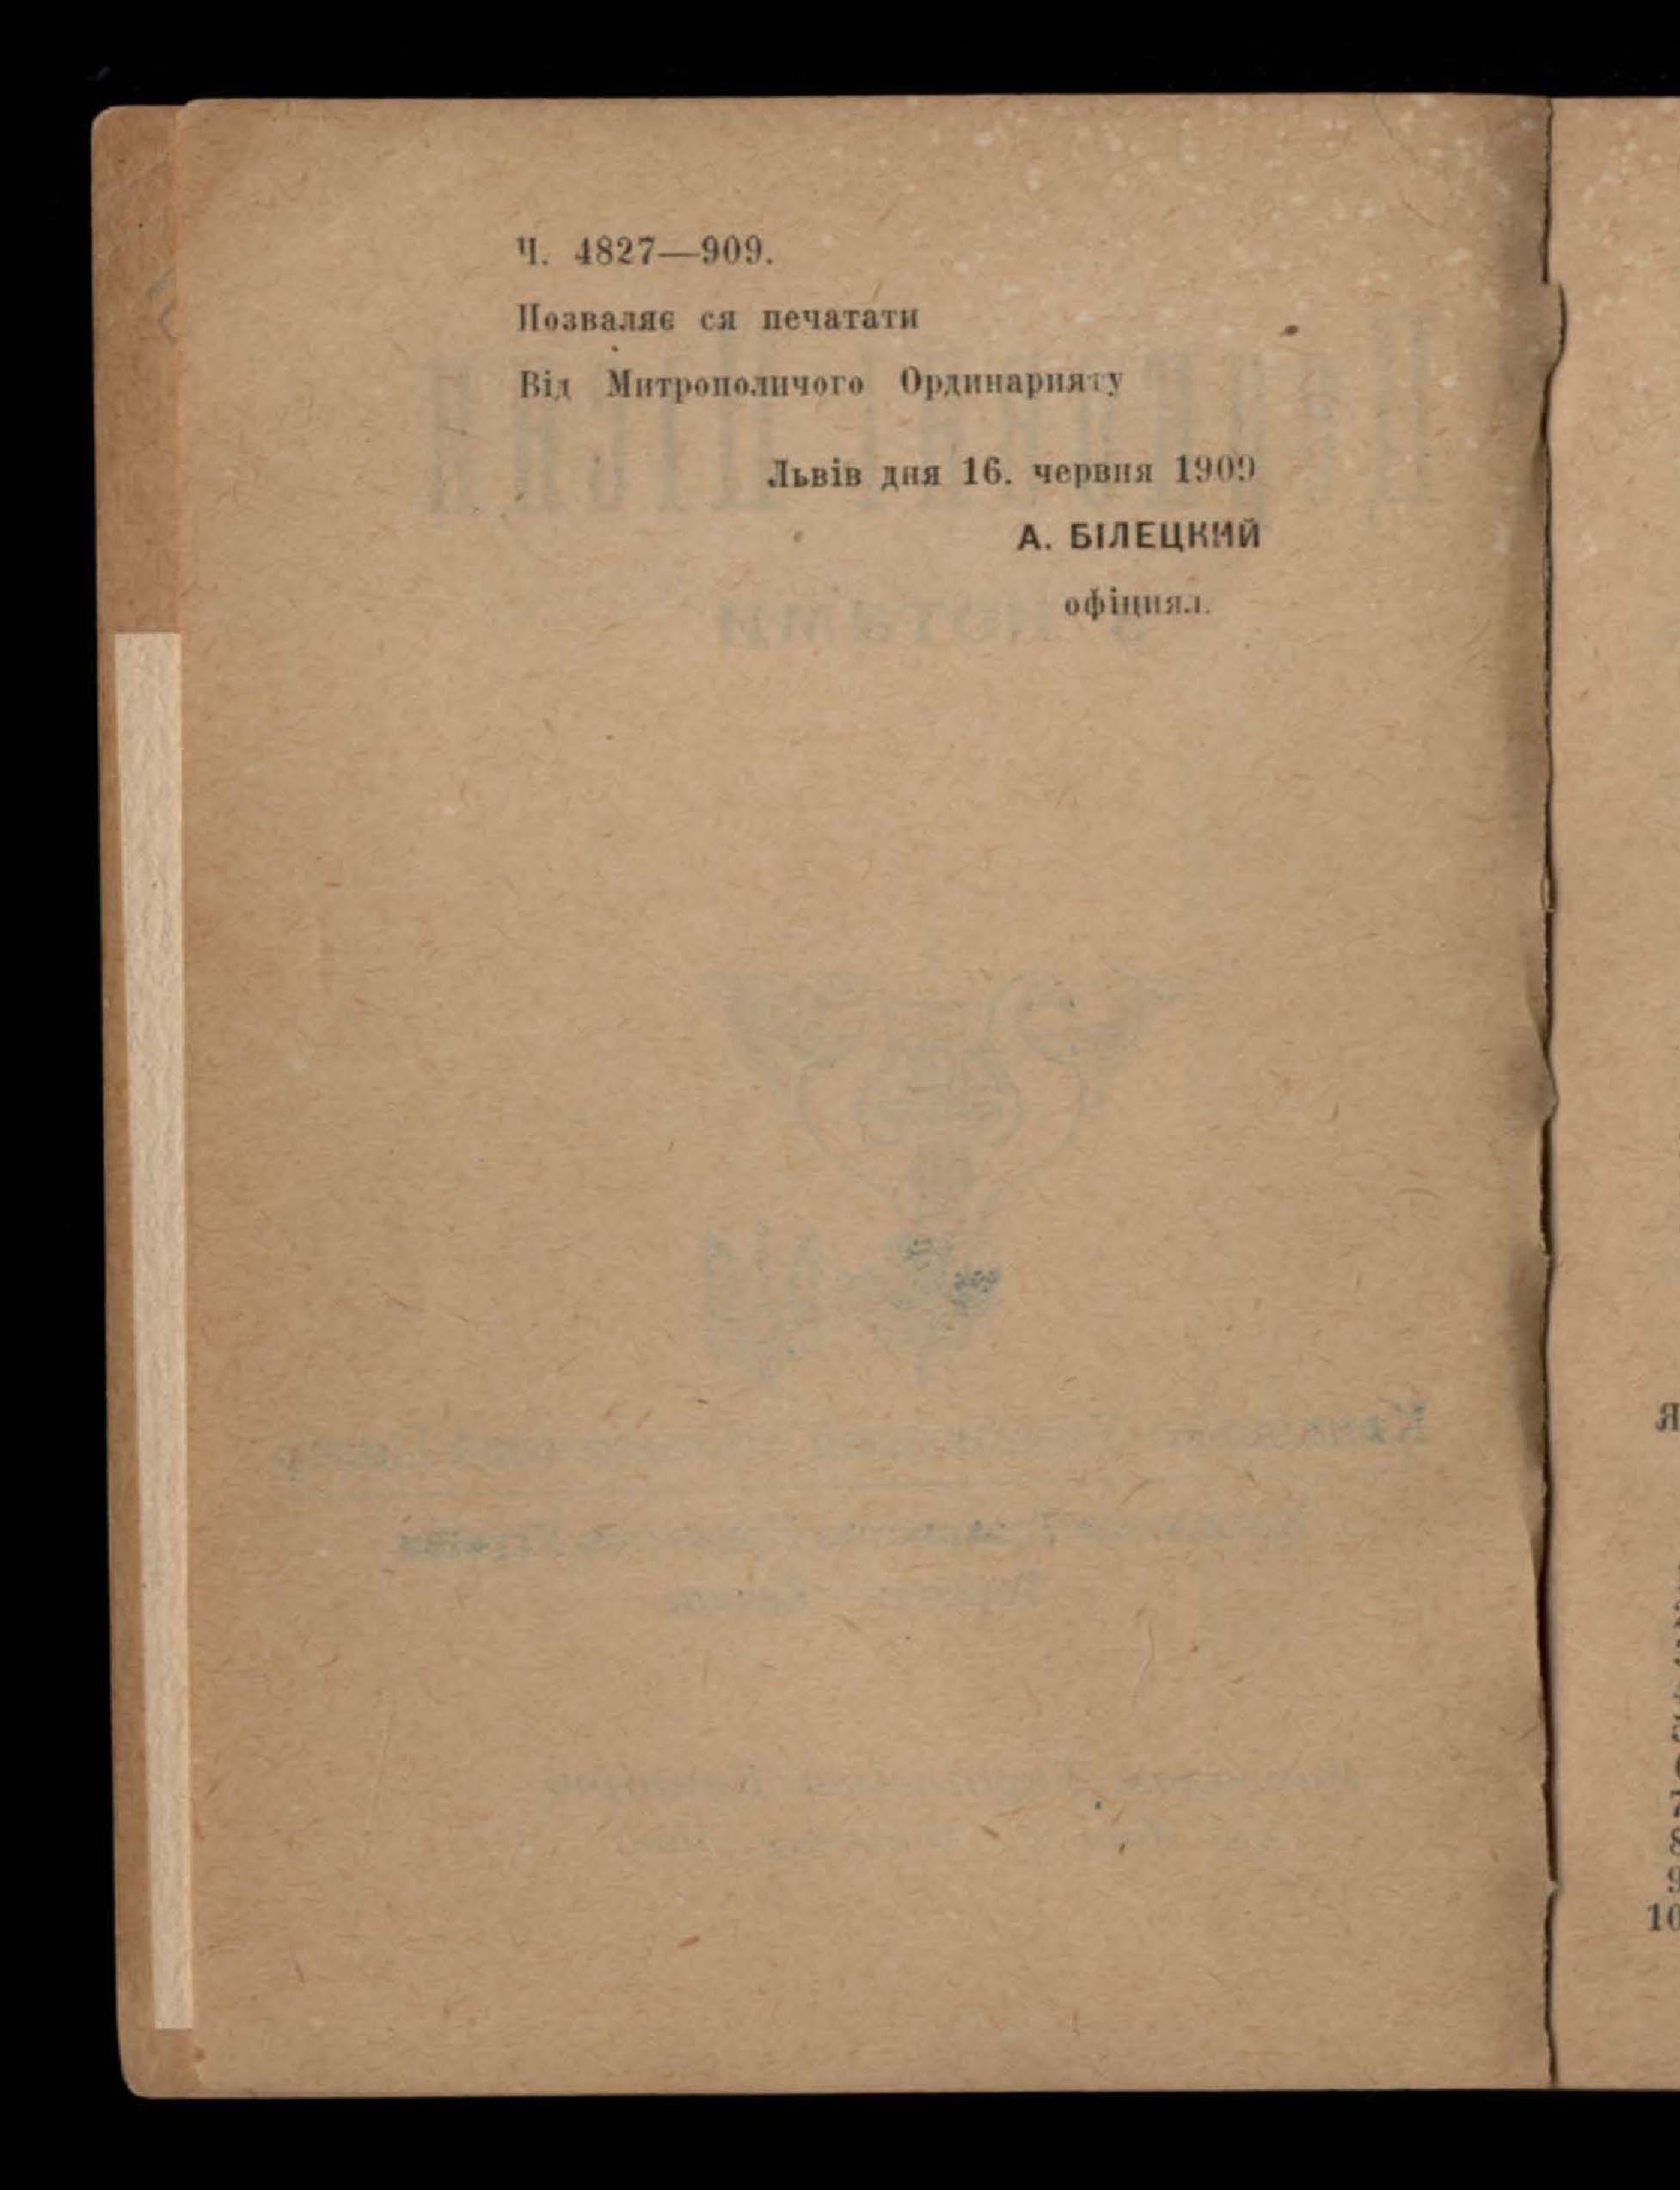 Ч. 4827—909.
Позваляє ся печатати
Від Митрополичого Ординарияту
Львів дня 16. червня 1909
А. БІЛЕЦКИЙ
офіциял.